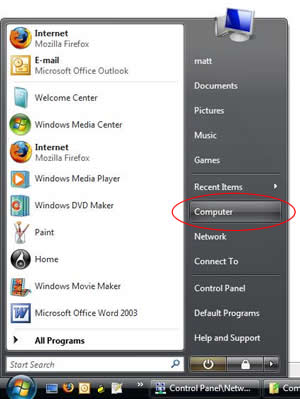 Internet
Mozilla Firefox
E-mail
Microsoft Office Outlook
Welcome Center
Windows Media Center
Internet
Mozilla Firefox
Windows Media Player
Windows DVD Maker
Paint
Home
Windows Movie Maker
Microsoft Office Word 2003
All Programs
Start Search
matt
Documents
Pictures
Music
Games
Recent Items
Computer
Network
Connect To
Control Panel
Default Programs
Help and Support
Control Panel\Netw...
Com